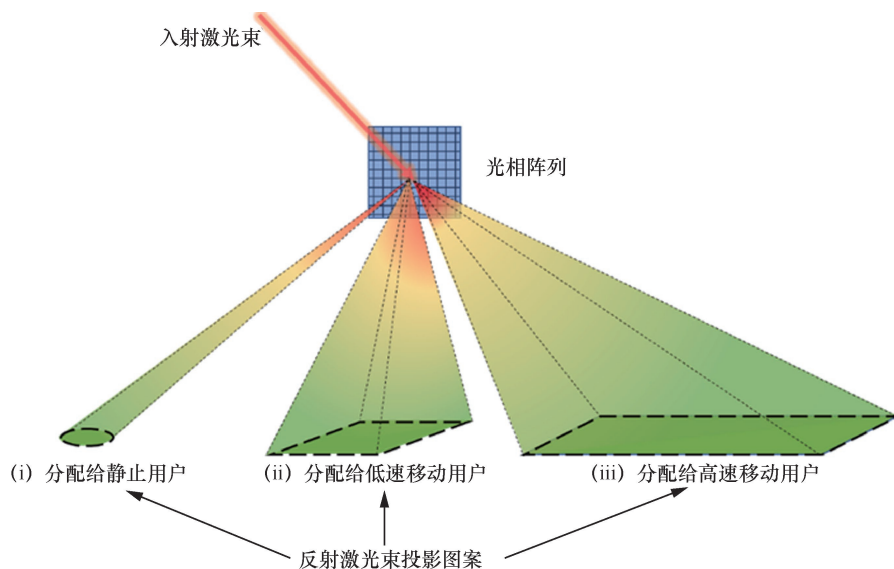 入射激光束
光相阵列
(i) 分配给静止用户
(ii) 分配给低速移动用户
(iii) 分配给高速移动用户
反射激光束投影图案